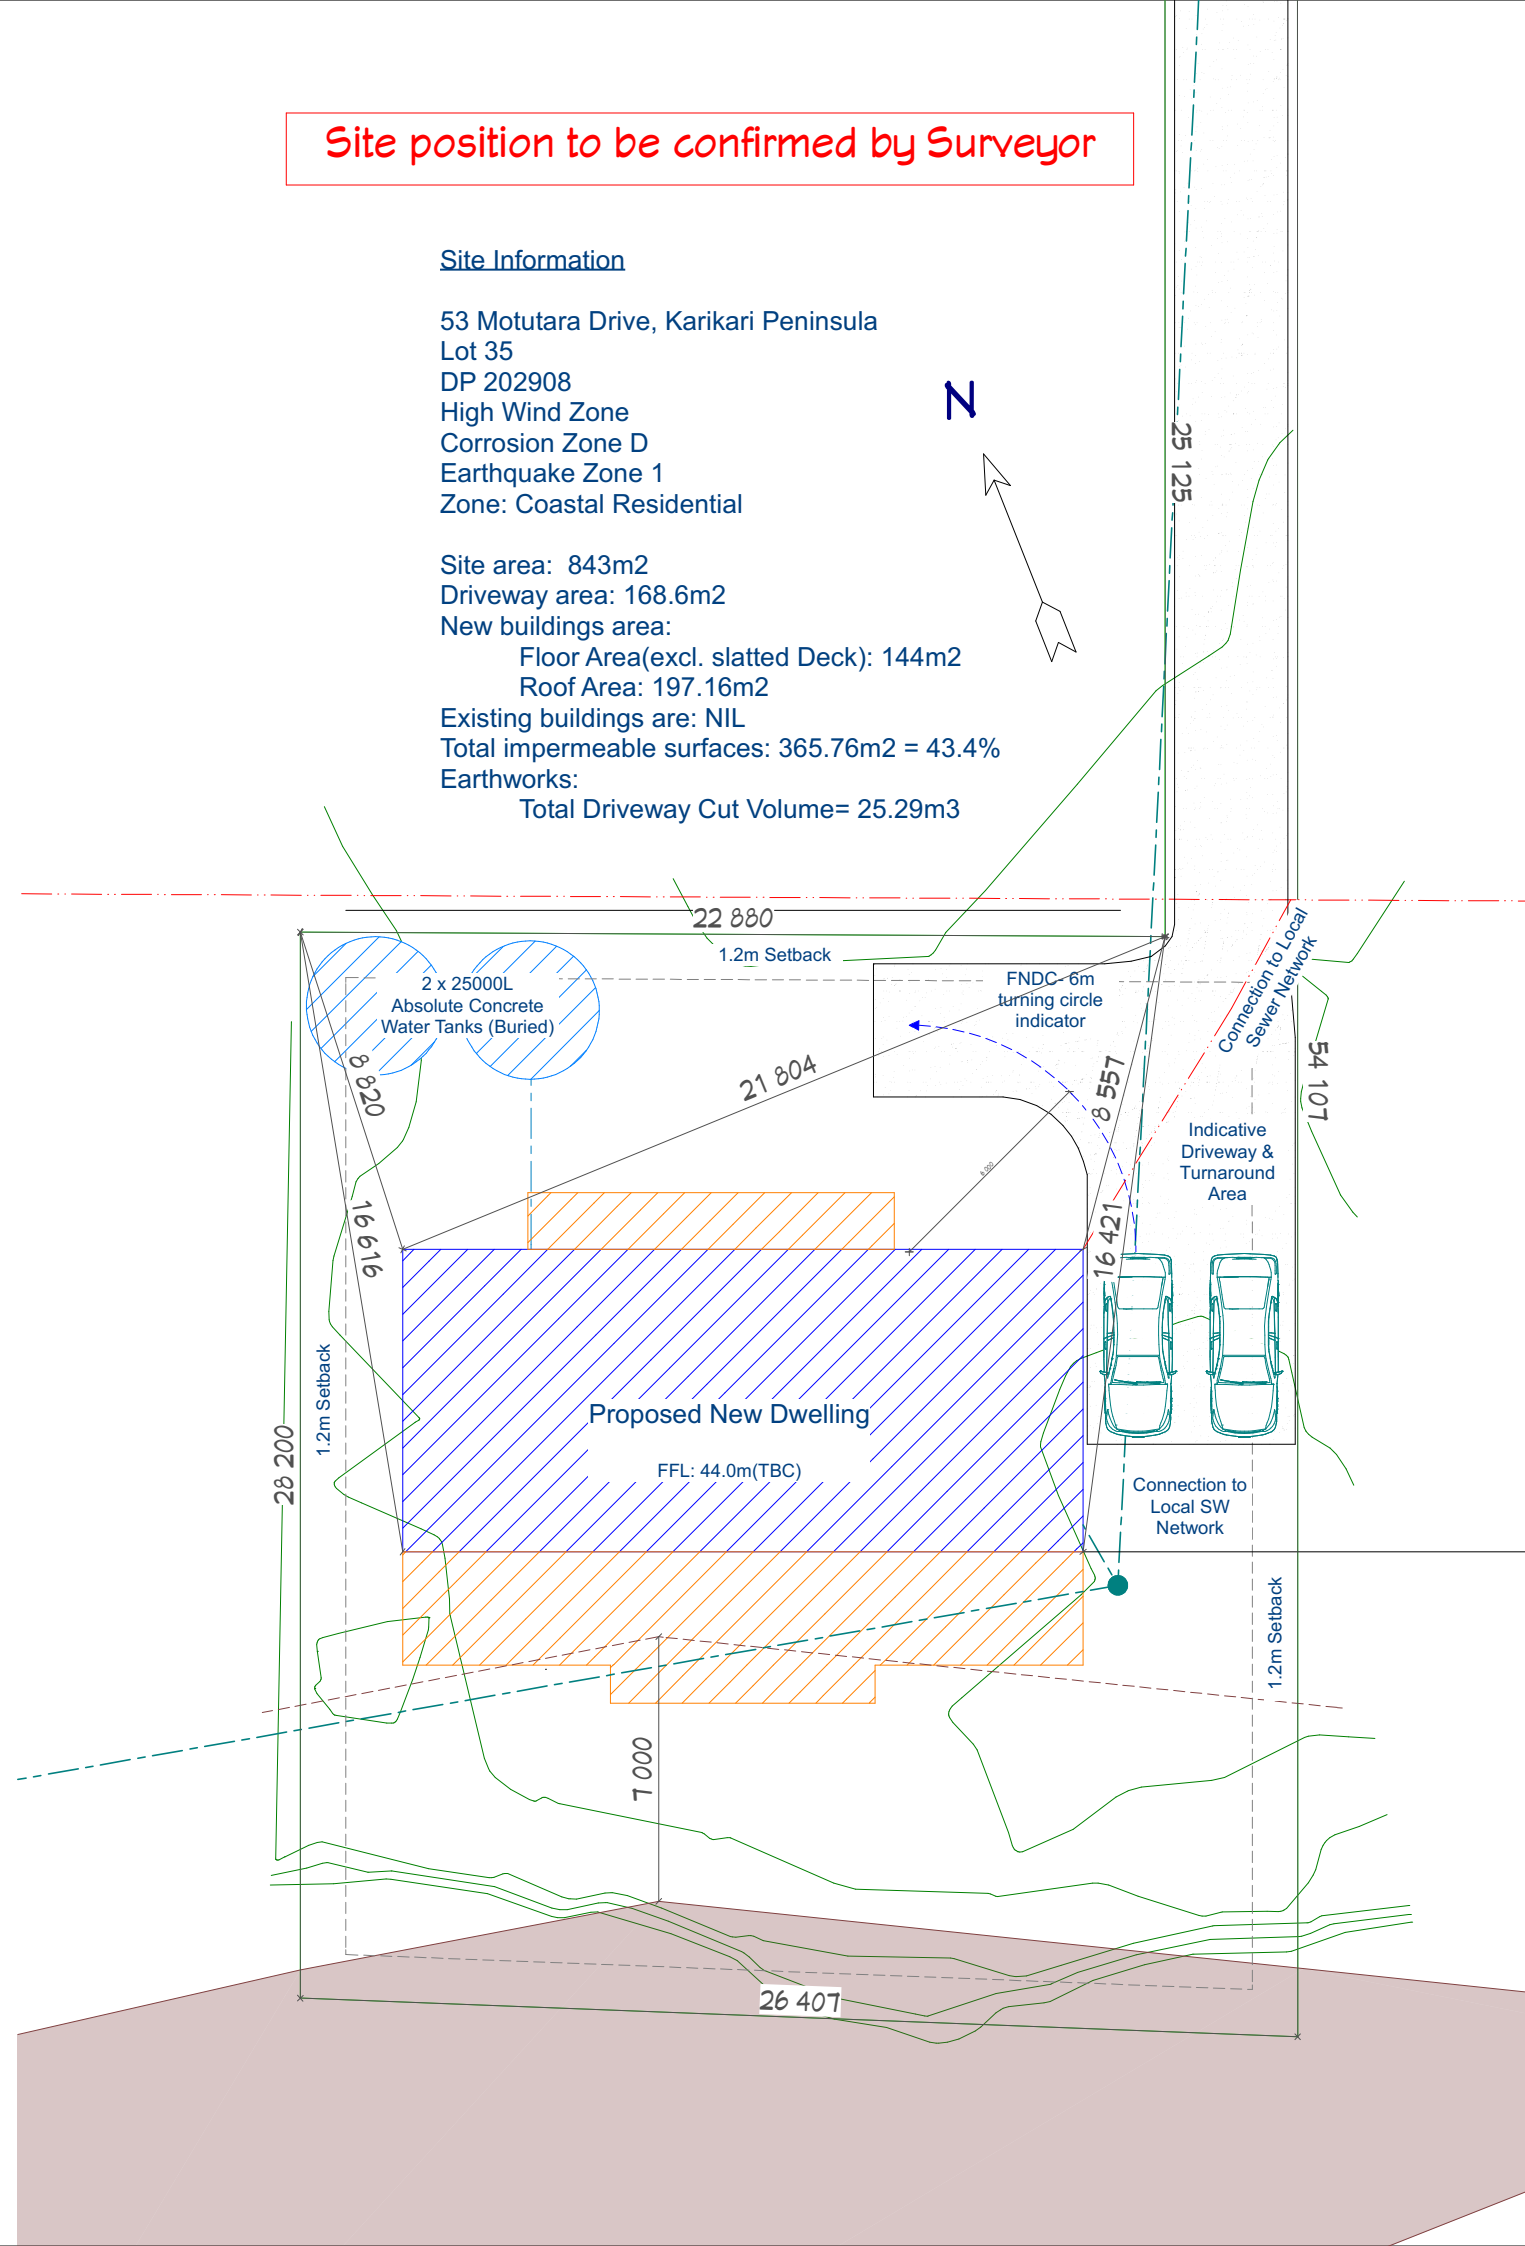 Site position to be confirmed by Surveyor
Site Information
53 Motutara Drive, Karikari Peninsula
Lot 35
DP 202908
High Wind Zone
Corrosion Zone D
Earthquake Zone 1
Zone: Coastal Residential
N
Site area:  843m2
Driveway area: 168.6m2
New buildings area:
Floor Area(excl. slatted Deck): 144m2
Roof Area: 197.16m2
Existing buildings are: NIL
Total impermeable surfaces: 365.76m2 = 43.4%
Earthworks:
Total Driveway Cut Volume= 25.29m3
25 125
22 880
1.2m Setback
2 x 25000L
Absolute Concrete
Water Tanks (Buried)
FNDC- 6m
turning circle
indicator
Connection to Local
Sewer Network
8 820
21 804
8 557
54 107
6 000
Indicative
Driveway &
Turnaround
Area
16 616
16 421
1.2m Setback
28 200
Proposed New Dwelling
FFL: 44.0m(TBC)
Connection to
Local SW
Network
1.2m Setback
7 000
26 407